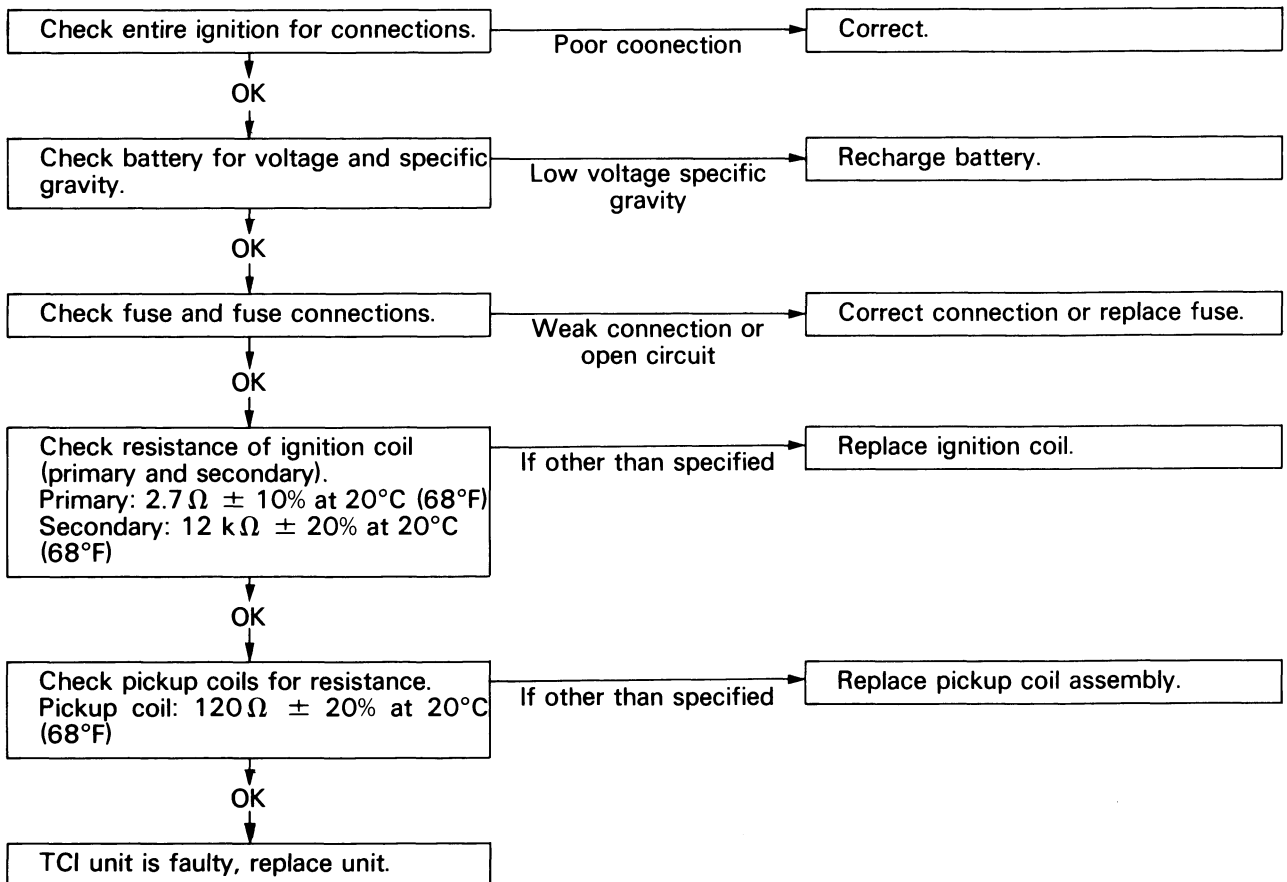 Check entire ignition for connections.
Poor coonection
Correct.
OK
Check battery for voltage and specific
gravity.
Low voltage specific
gravity
Recharge battery.
OK
Check fuse and fuse connections.
Weak connection or
open circuit
Correct connection or replace fuse.
OK
Check resistance of ignition coil
(primary and secondary).
Primary: 2.7Ω ± 10% at 20°C (68°F)
Secondary: 12 kΩ ± 20% at 20°C
(68°F)
If other than specified
Replace ignition coil.
OK
Check pickup coils for resistance.
Pickup coil: 120Ω ± 20% at 20°C
(68°F)
If other than specified
Replace pickup coil assembly.
OK
TCI unit is faulty, replace unit.